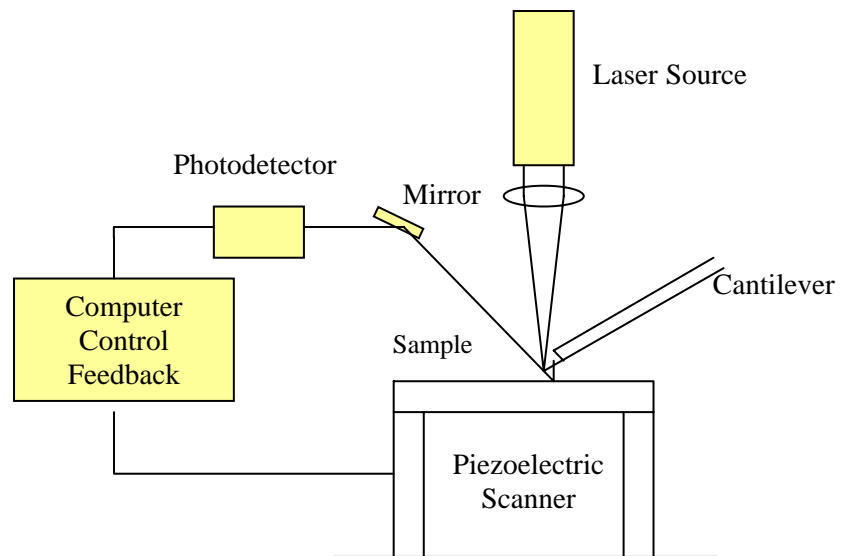 Laser Source
Photodetector
Mirror
Cantilever
Computer
Control
Feedback
Sample
Piezoelectric
Scanner